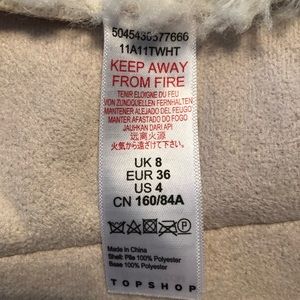 5045436577666
11A11TWHT
KEEP AWAY
FROM FIRE
TENIR ELOIGNE DU FEU
VON ZUNDQUELLEN FERNHALTEN
MANTENER ALEJADO DEL FUEGO
MANTER AFASTADO DO FOGO
JAUHKAN DARI API
远离火源
火気から遠ざけて下さい。
UK 8
EUR 36
US 4
CN 160/84A
P
Made in China
Shell: Pile 100% Polyester
Base 100% Polyester
TOPSHOP